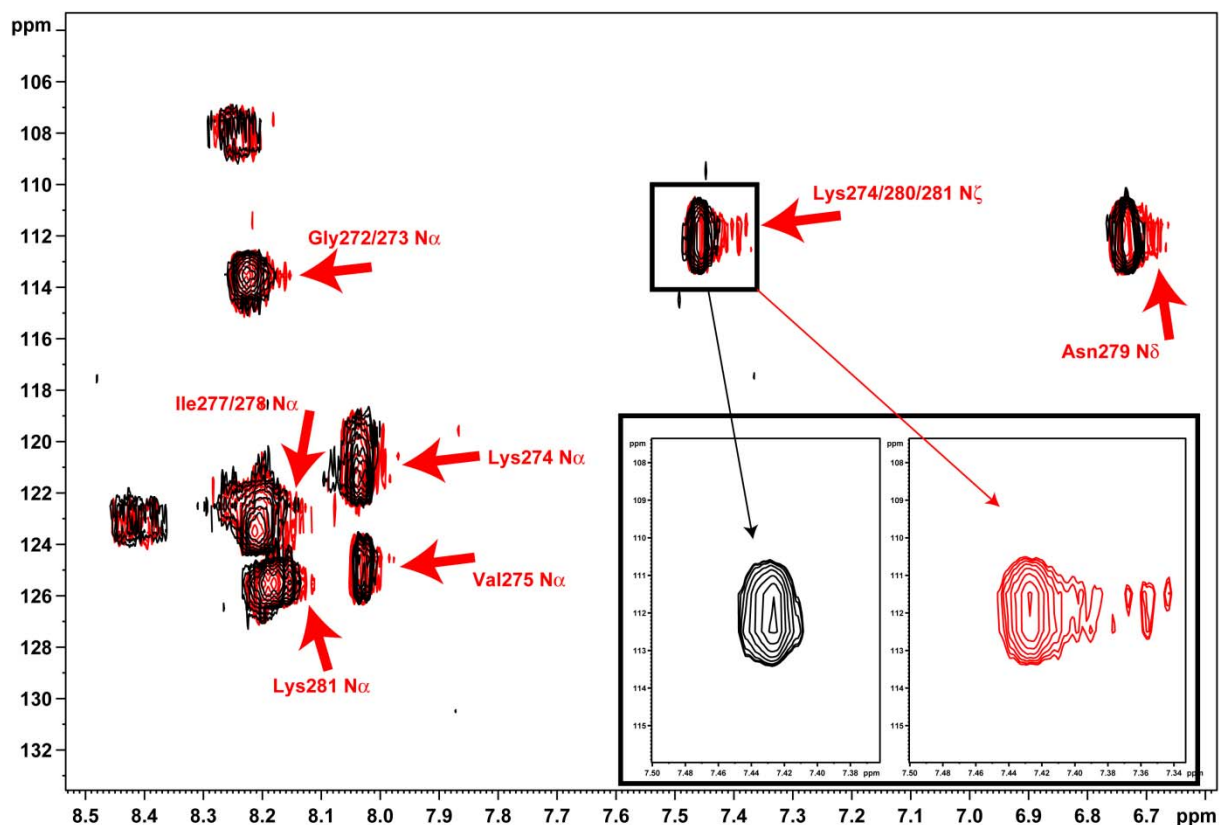 ppm
106
108
110
112
114
116
118
120
122
124
126
128
130
132
8.5 8.4 8.3 8.2 8.1 8.0 7.9 7.8 7.7 7.6 7.5 7.4 7.3 7.2 7.1 7.0 6.9 6.8 6.7 ppm
Gly272/273 Nα
Lys274/280/281 Nζ
Asn279 Nδ
Ile277/278 Nα
Lys274 Nα
Val275 Nα
Lys281 Nα
ppm
108
109
110
111
112
113
114
115
7.50 7.48 7.46 7.44 7.42 7.40 7.38 ppm
ppm
108
109
110
111
112
113
114
115
7.50 7.48 7.46 7.44 7.42 7.40 7.38 7.36 7.34 ppm